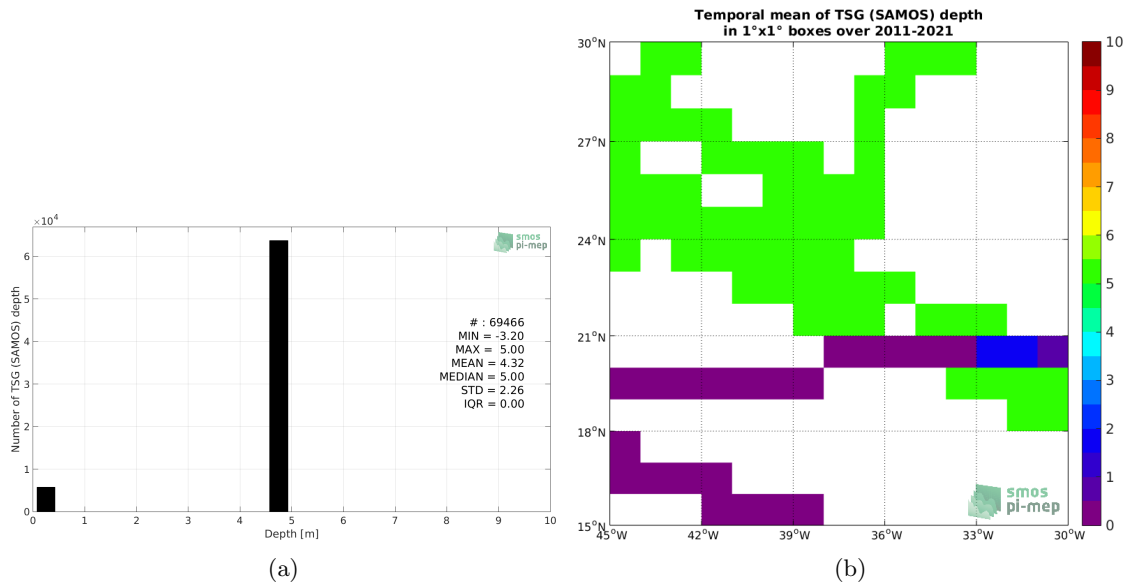 ×10⁴
6
5
4
3
2
1
0
Number of TSG (SAMOS) depth
smos
pi-mep
# : 69466
MIN = -3.20
MAX = 5.00
MEAN = 4.32
MEDIAN = 5.00
STD = 2.26
IQR = 0.00
0 1 2 3 4 5 6 7 8 9 10
Depth [m]
(a)
Temporal mean of TSG (SAMOS) depth
in 1°x1° boxes over 2011-2021
30°N
27°N
24°N
21°N
18°N
15°N
45°W 42°W 39°W 36°W 33°W 30°W
smos
pi-mep
10
9
8
7
6
5
4
3
2
1
0
(b)